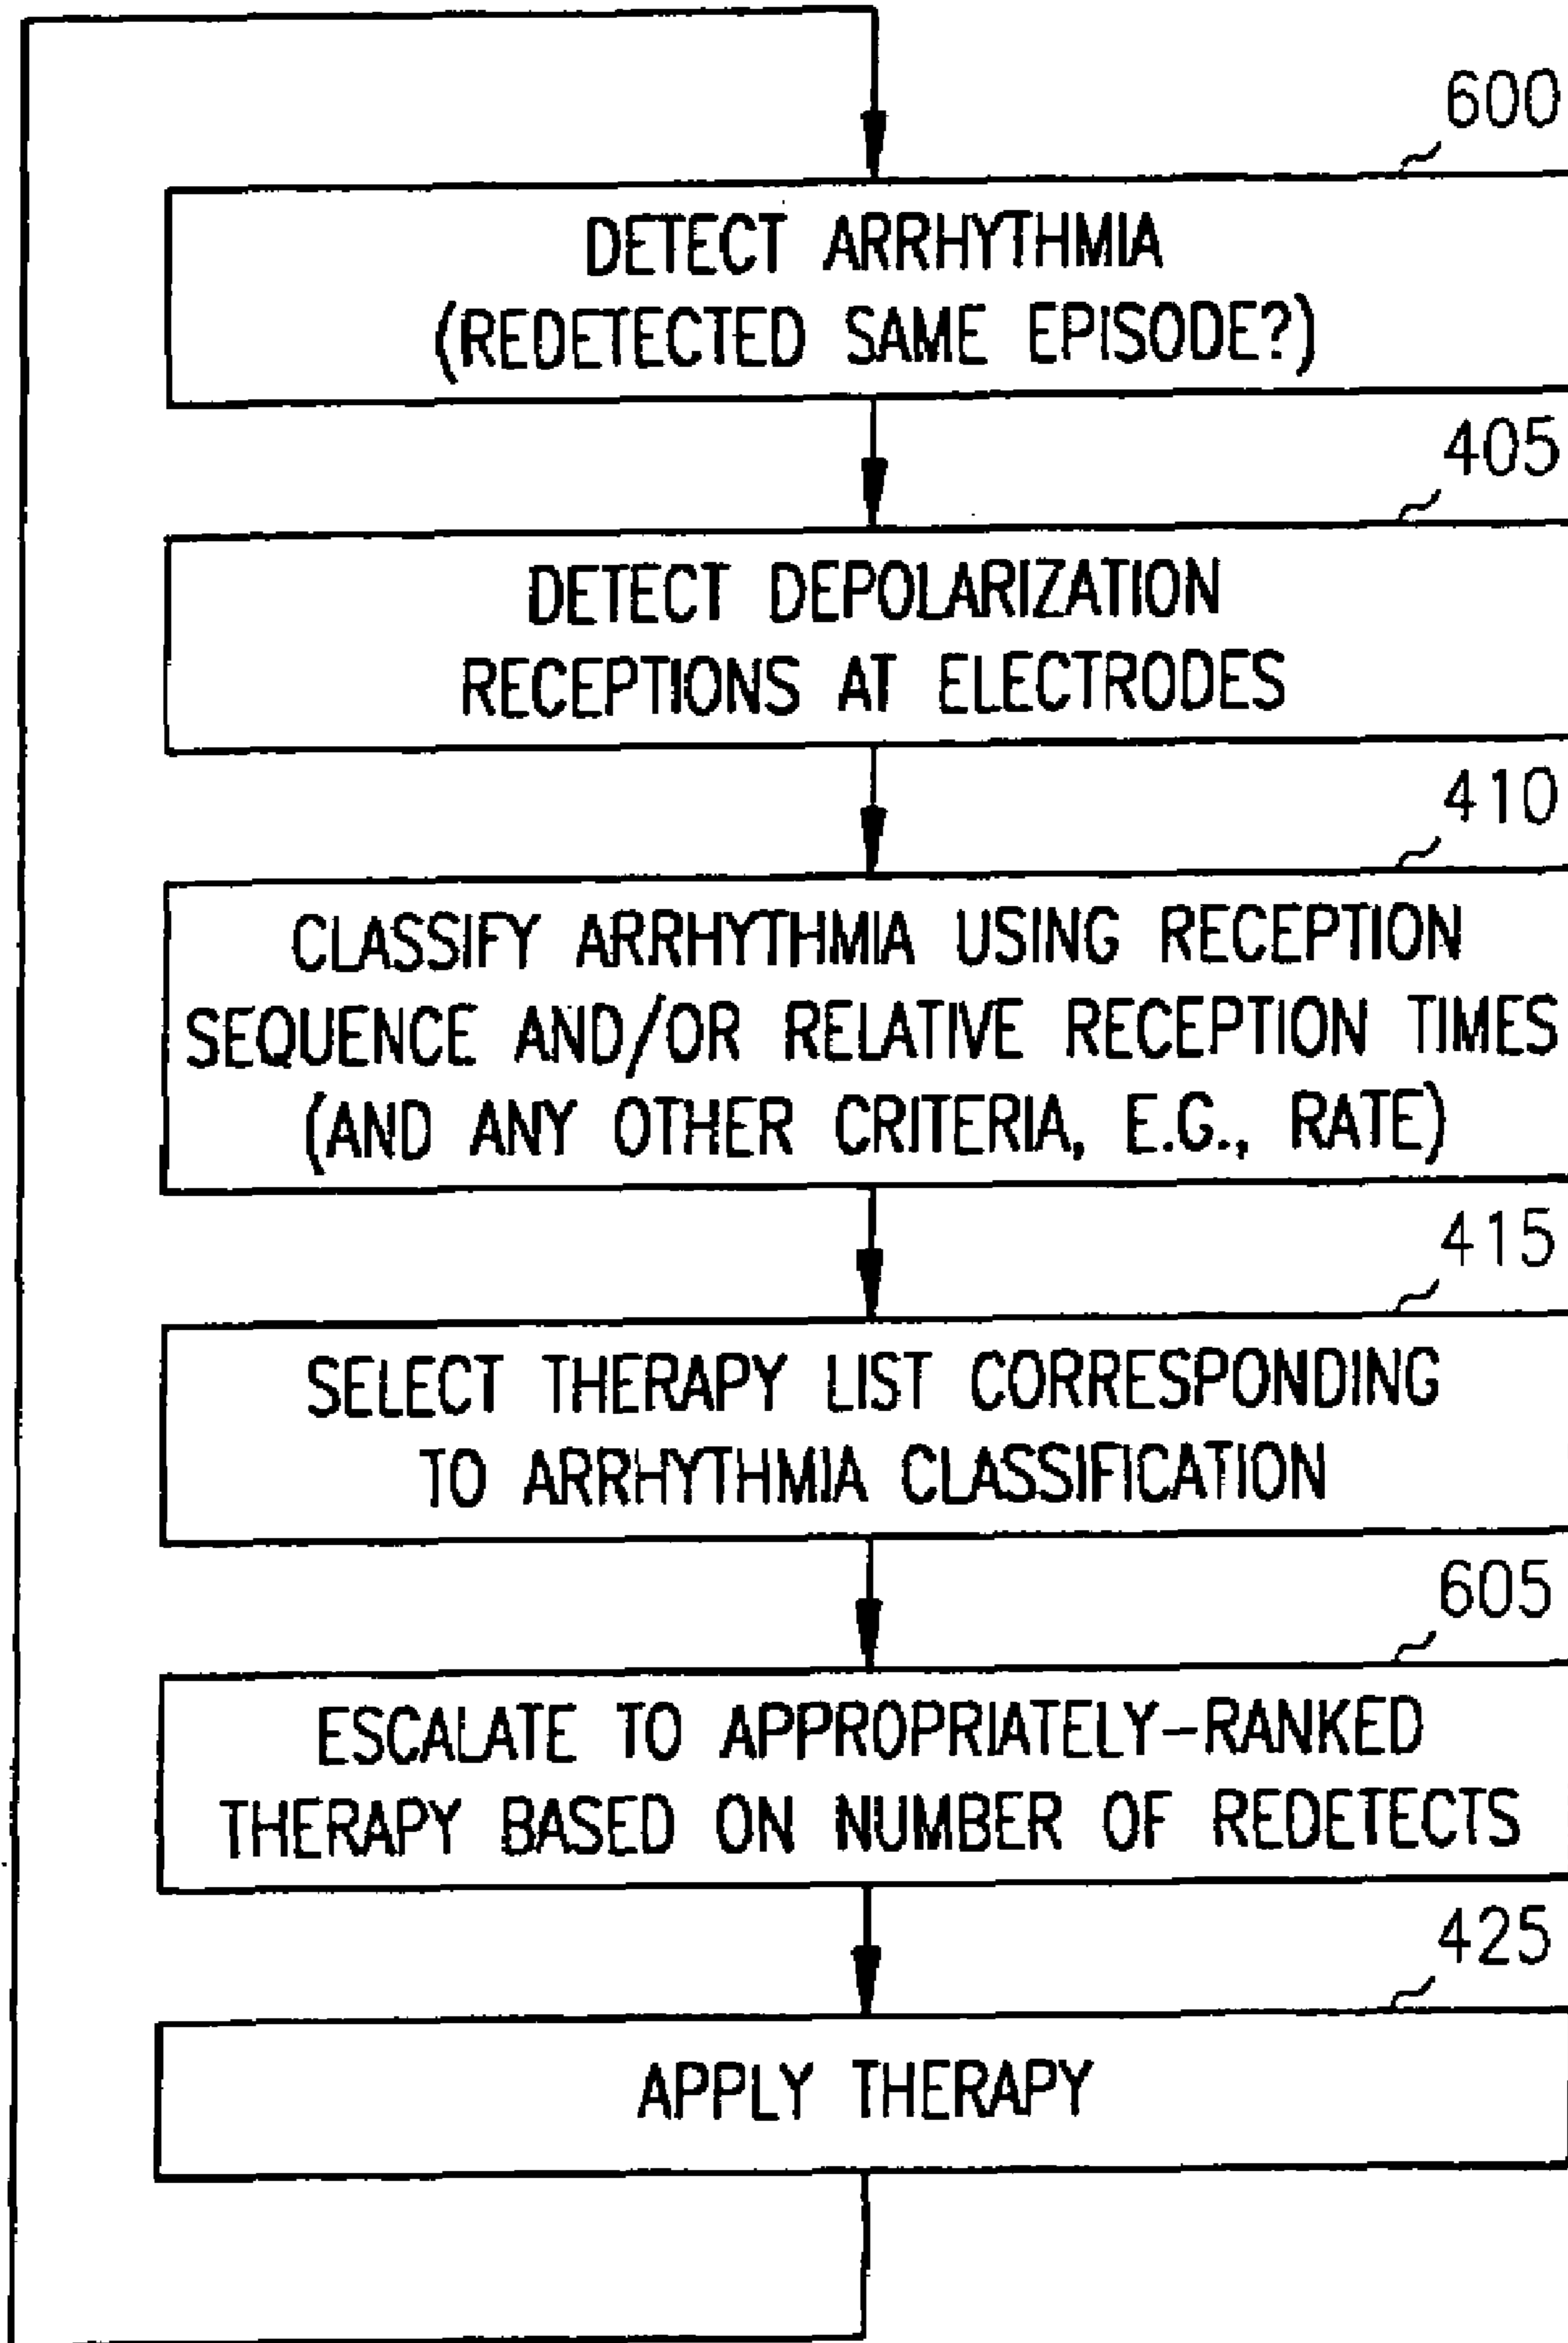 600
DETECT ARRHYTHMIA
(REDETECTED SAME EPISODE?)
405
DETECT DEPOLARIZATION
RECEPTIONS AT ELECTRODES
410
CLASSIFY ARRHYTHMIA USING RECEPTION
SEQUENCE AND/OR RELATIVE RECEPTION TIMES
(AND ANY OTHER CRITERIA, E.G., RATE)
415
SELECT THERAPY LIST CORRESPONDING
TO ARRHYTHMIA CLASSIFICATION
605
ESCALATE TO APPROPRIATELY-RANKED
THERAPY BASED ON NUMBER OF REDETECTS
425
APPLY THERAPY